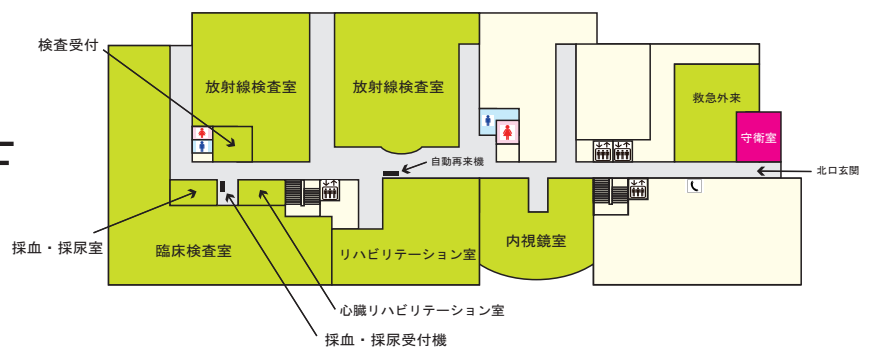 検査受付
放射線検査室
放射線検査室
救急外来
守衛室
自動再来機
北口玄関
採血・採尿室
臨床検査室
リハビリテーション室
内視鏡室
心臓リハビリテーション室
採血・採尿受付機